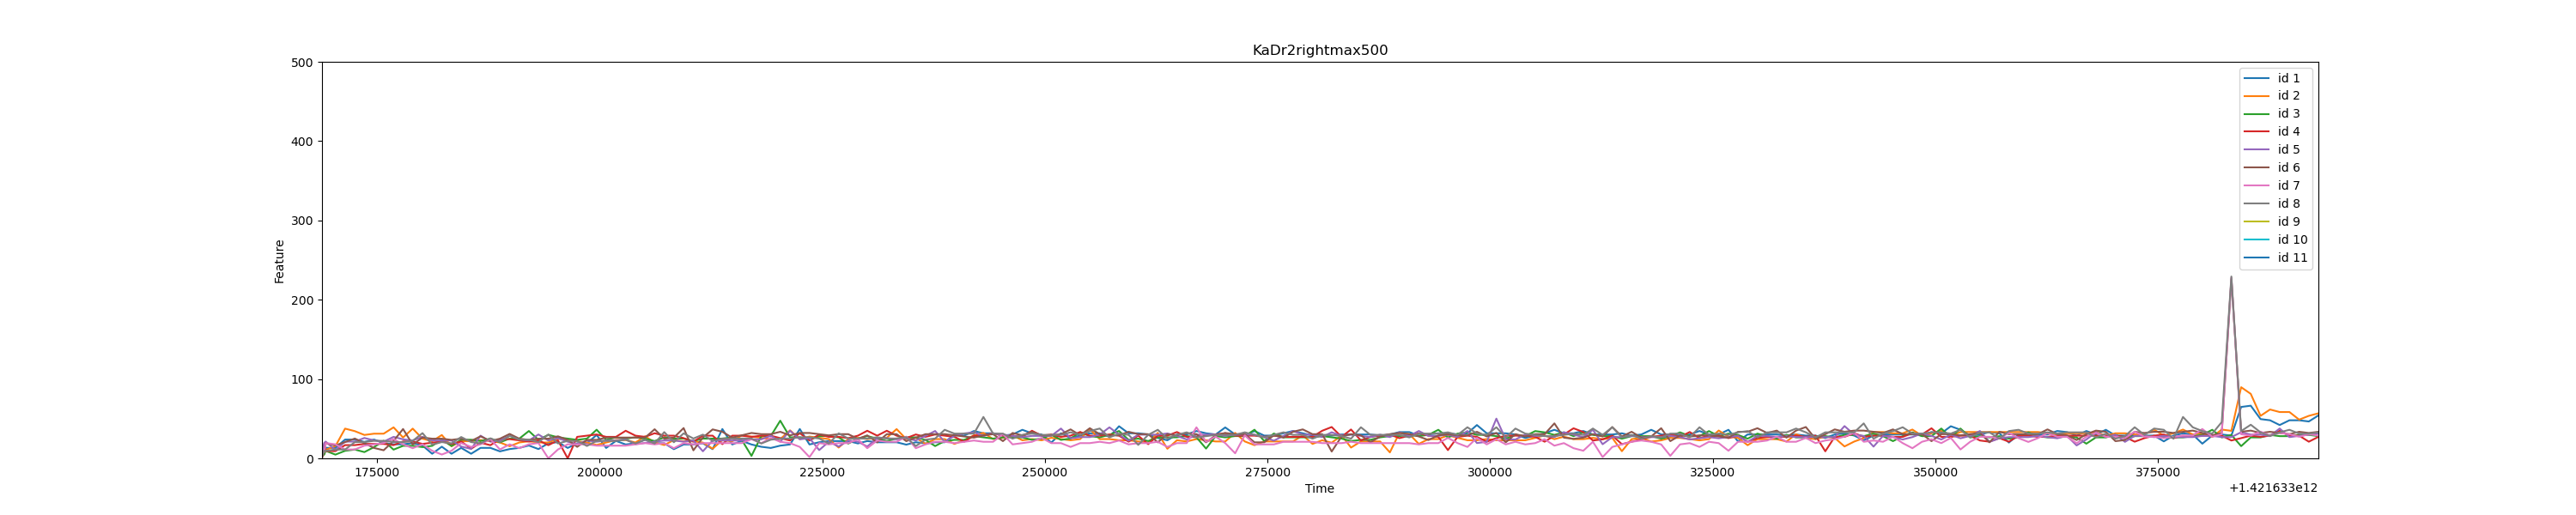 KaDr2rightmax500
500
400
300
200
100
0
Feature
id 1
id 2
id 3
id 4
id 5
id 6
id 7
id 8
id 9
id 10
id 11
175000 200000 225000 250000 275000 300000 325000 350000 375000
Time
+1.421633e12